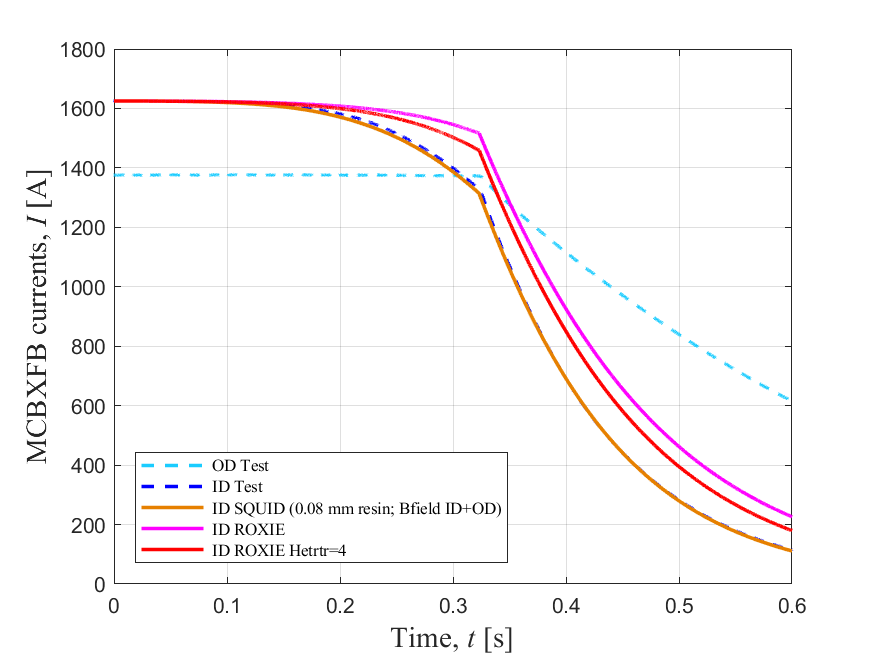 1800
1600
1400
1200
1000
800
600
400
200
0
MCBXFB currents, I [A]
OD Test
ID Test
ID SQUID (0.08 mm resin; Bfield ID+OD)
ID ROXIE
ID ROXIE Hetrtr=4
0 0.1 0.2 0.3 0.4 0.5 0.6
Time, t [s]